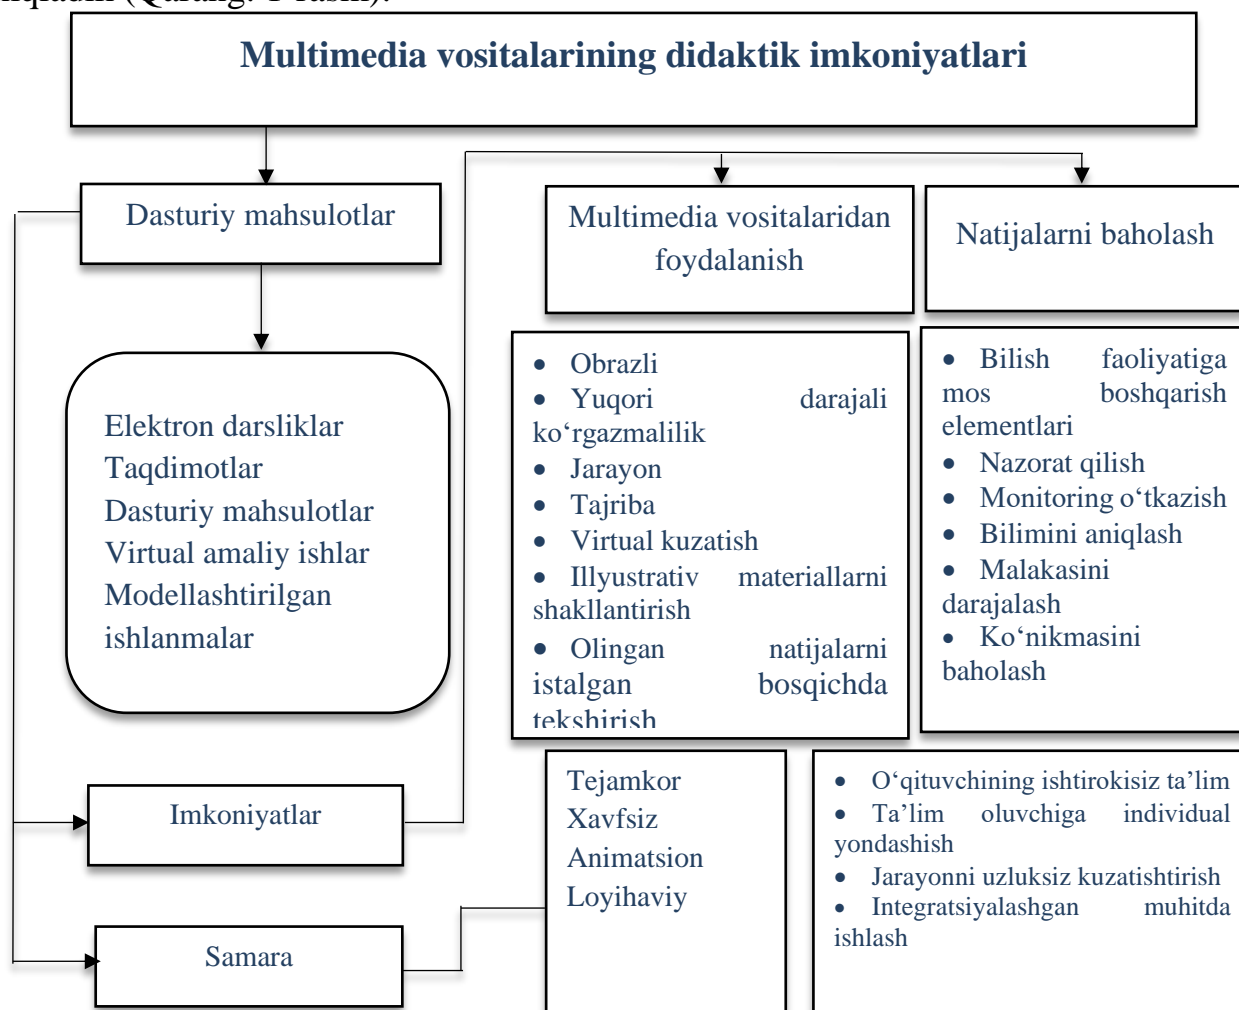 Multimedia vositalarining didaktik imkoniyatlari
Dasturiy mahsulotlar
Multimedia vositalaridan
foydalanish
Natijalarni baholash
Elektron darsliklar
Taqdimotlar
Dasturiy mahsulotlar
Virtual amaliy ishlar
Modellashtirilgan
ishlanmalar
• Obrazli
• Yuqori darajali
ko‘rgazmalilik
• Jarayon
• Tajriba
• Virtual kuzatish
• Illyustrativ materiallarni
shakllantirish
• Olingan natijalarni
istalgan bosqichda
tekshirish
• Bilish faoliyatiga
mos boshqarish
elementlari
• Nazorat qilish
• Monitoring o‘tkazish
• Bilimini aniqlash
• Malakasini
darajalash
• Ko‘nikmasini
baholash
Imkoniyatlar
Samara
Tejamkor
Xavfsiz
Animatsion
Loyihaviy
• O‘qituvchining ishtirokisiz ta’lim
• Ta’lim oluvchiga individual
yondashish
• Jarayonni uzluksiz kuzatishtirish
• Integratsiyalashgan muhitda
ishlash